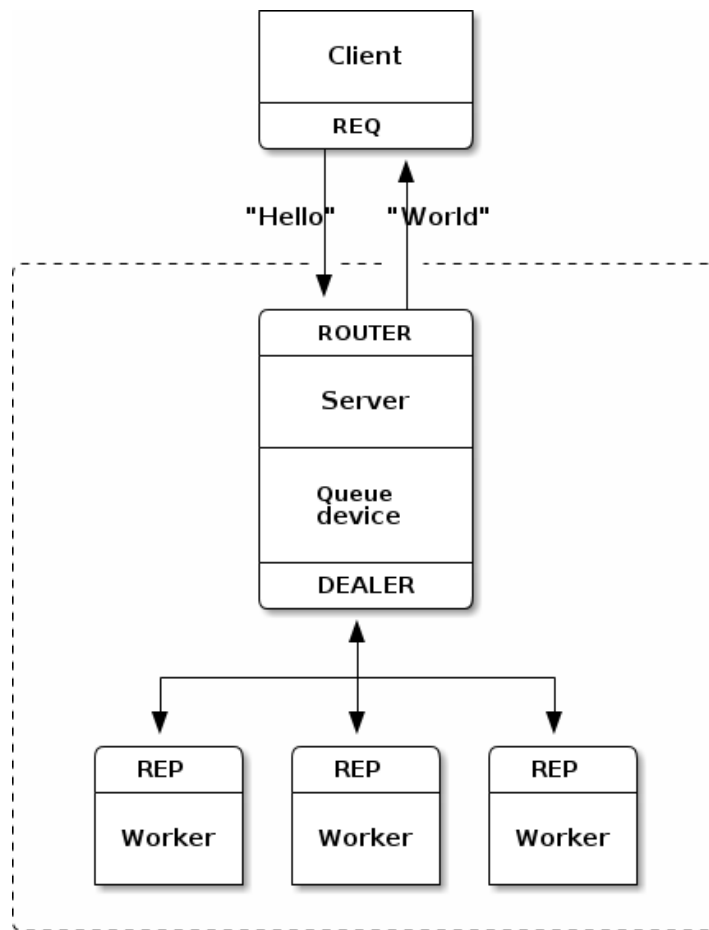 Client
REQ
"Hello"
"World"
ROUTER
Server
Queue
device
DEALER
REP
REP
REP
Worker
Worker
Worker